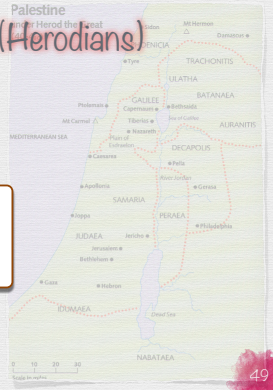 Palestine
under Herod the Great
(Herodians)
Sidon
Mt Hermon
Damascus
Tyre
TRACHONITIS
ULATHA
BATANAEA
GALILEE
Ptolemais
Capernaum
Bethsaida
Mt Carmel
Tiberias
Sea of Galilee
Nazareth
AURANITIS
MEDITERRANEAN SEA
Plain of
Esdraelon
DECAPOLIS
Caesarea
Pella
River Jordan
Apollonia
Gerasa
SAMARIA
Joppa
PERAEA
Philadelphia
JUDAEA
Jericho
Jerusalem
Bethlehem
Gaza
Hebron
IDUMAEA
Dead Sea
NABATAEA
0 10 20 30
49